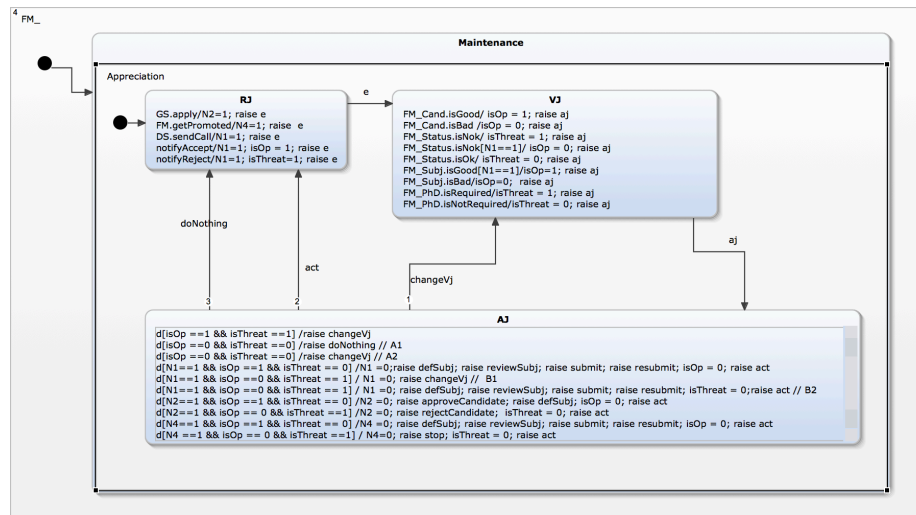 4
FM_
Maintenance
Appreciation
RJ
GS.apply/N2=1; raise e
FM.getPromoted/N4=1; raise e
DS.sendCall/N1=1; raise e
notifyAccept/N1=1; isOp = 1; raise e
notifyReject/N1=1; isThreat=1; raise e
e
VJ
FM_Cand.isGood/ isOp = 1; raise aj
FM_Cand.isBad /isOp = 0; raise aj
FM_Status.isNok/ isThreat = 1; raise aj
FM_Status.isNok[N1==1]/ isOp = 0; raise aj
FM_Status.isOk/ isThreat = 0; raise aj
FM_Subj.isGood[N1==1]/isOp=1; raise aj
FM_Subj.isBad/isOp=0; raise aj
FM_PhD.isRequired/isThreat = 1; raise aj
FM_PhD.isNotRequired/isThreat = 0; raise aj
doNothing
act
changeVj
aj
3
2
1
AJ
d[isOp ==1 && isThreat ==1] /raise changeVj
d[isOp ==0 && isThreat ==0] /raise doNothing // A1
d[isOp ==0 && isThreat ==0] /raise changeVj // A2
d[N1==1 && isOp ==1 && isThreat == 0] /N1 =0;raise defSubj; raise reviewSubj; raise submit; raise resubmit; isOp = 0; raise act
d[N1==1 && isOp ==0 && isThreat == 1] / N1 =0; raise changeVj // B1
d[N1==1 && isOp ==0 && isThreat == 1] / N1 =0; raise defSubj; raise reviewSubj; raise submit; raise resubmit; isThreat = 0;raise act // B2
d[N2==1 && isOp ==1 && isThreat == 0] /N2 =0; raise approveCandidate; raise defSubj; isOp = 0; raise act
d[N2==1 && isOp == 0 && isThreat ==1] /N2 =0; raise rejectCandidate; isThreat = 0; raise act
d[N4==1 && isOp ==1 && isThreat == 0] /N4 =0; raise defSubj; raise reviewSubj; raise submit; raise resubmit; isOp = 0; raise act
d[N4 ==1 && isOp == 0 && isThreat ==1] / N4=0; raise stop; isThreat = 0; raise act